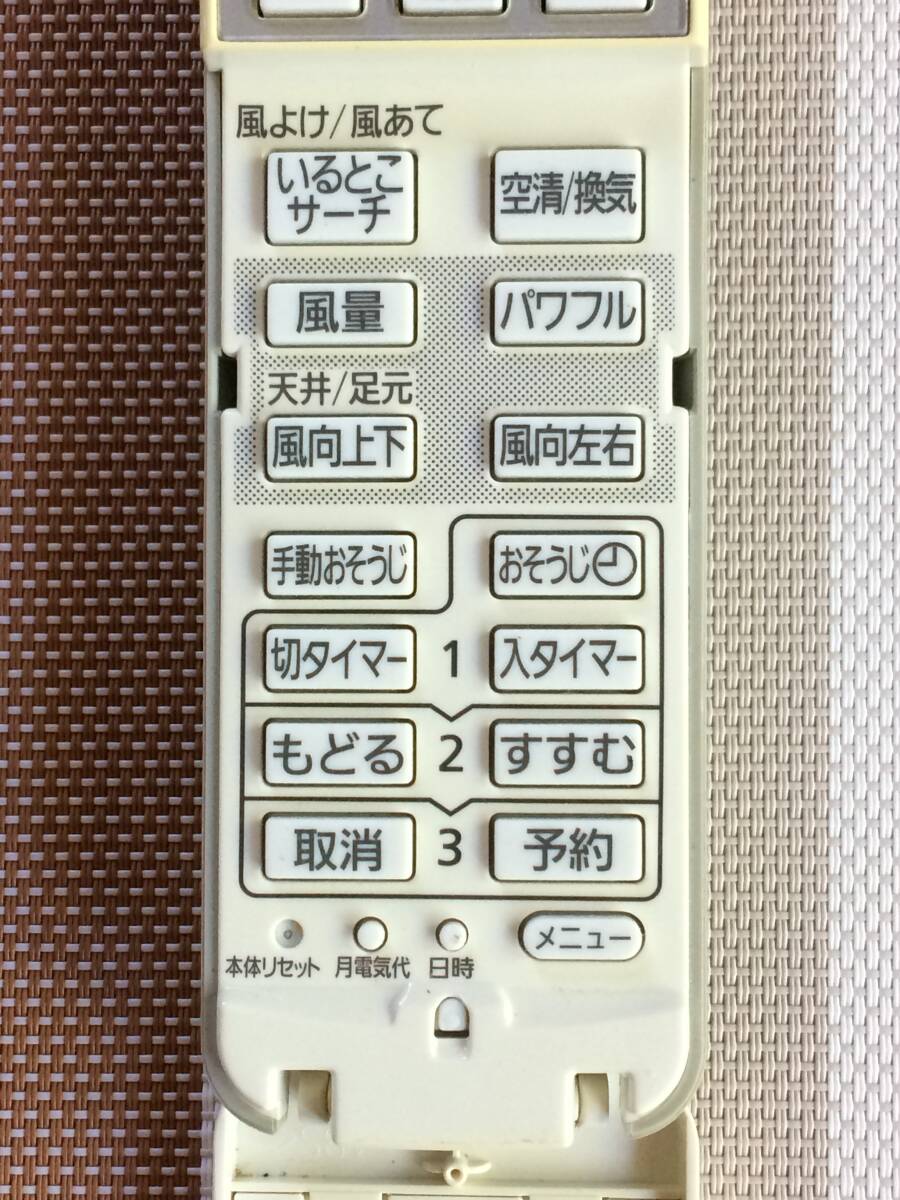 風よけ/風あて
いるとこ
サーチ
空清/換気
風量
パワフル
天井/足元
風向上下
風向左右
手動おそうじ
おそうじ
切タイマー
1
入タイマー
もどる
2
すすむ
取消
3
予約
メニュー
本体リセット
月電気代
日時